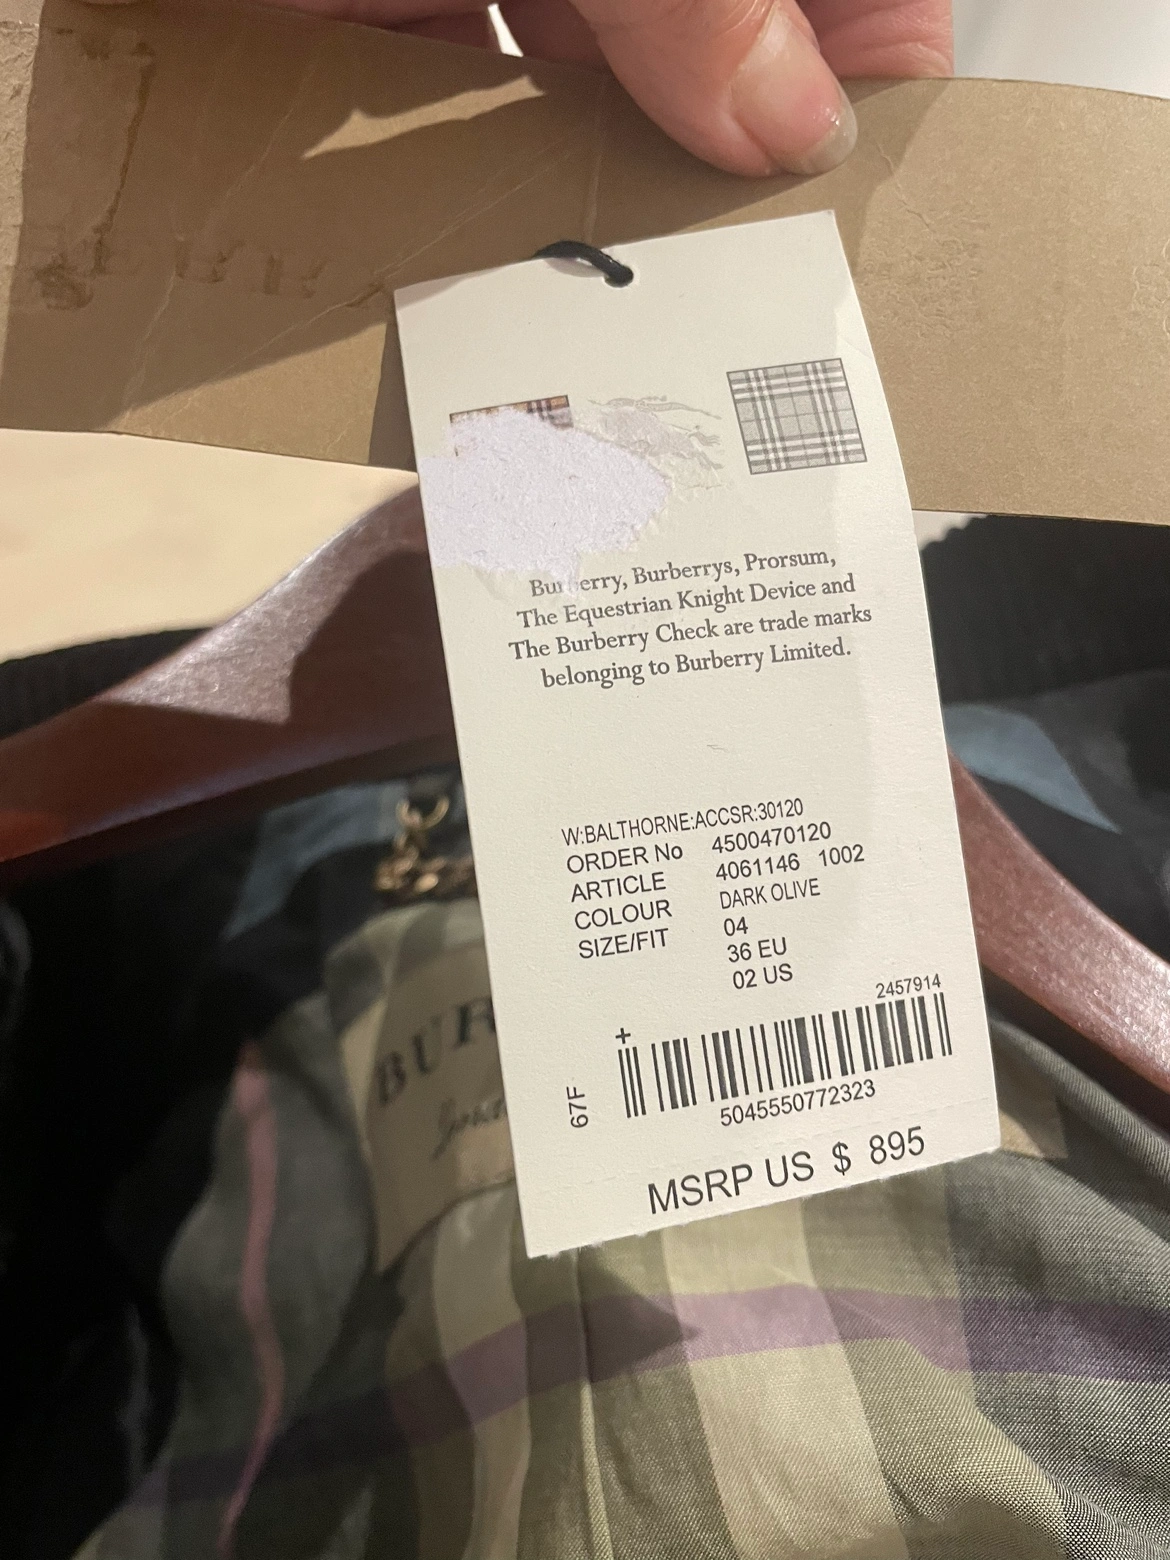 Burberry, Burberrys, Prorsum,
The Equestrian Knight Device and
The Burberry Check are trade marks
belonging to Burberry Limited.
W:BALTHORNE:ACCSR:30120
ORDER No 4500470120
ARTICLE 4061146 1002
COLOUR DARK OLIVE
SIZE/FIT 04
36 EU
02 US
2457914
+
67F
5045550772323
MSRP US $ 895
BUR